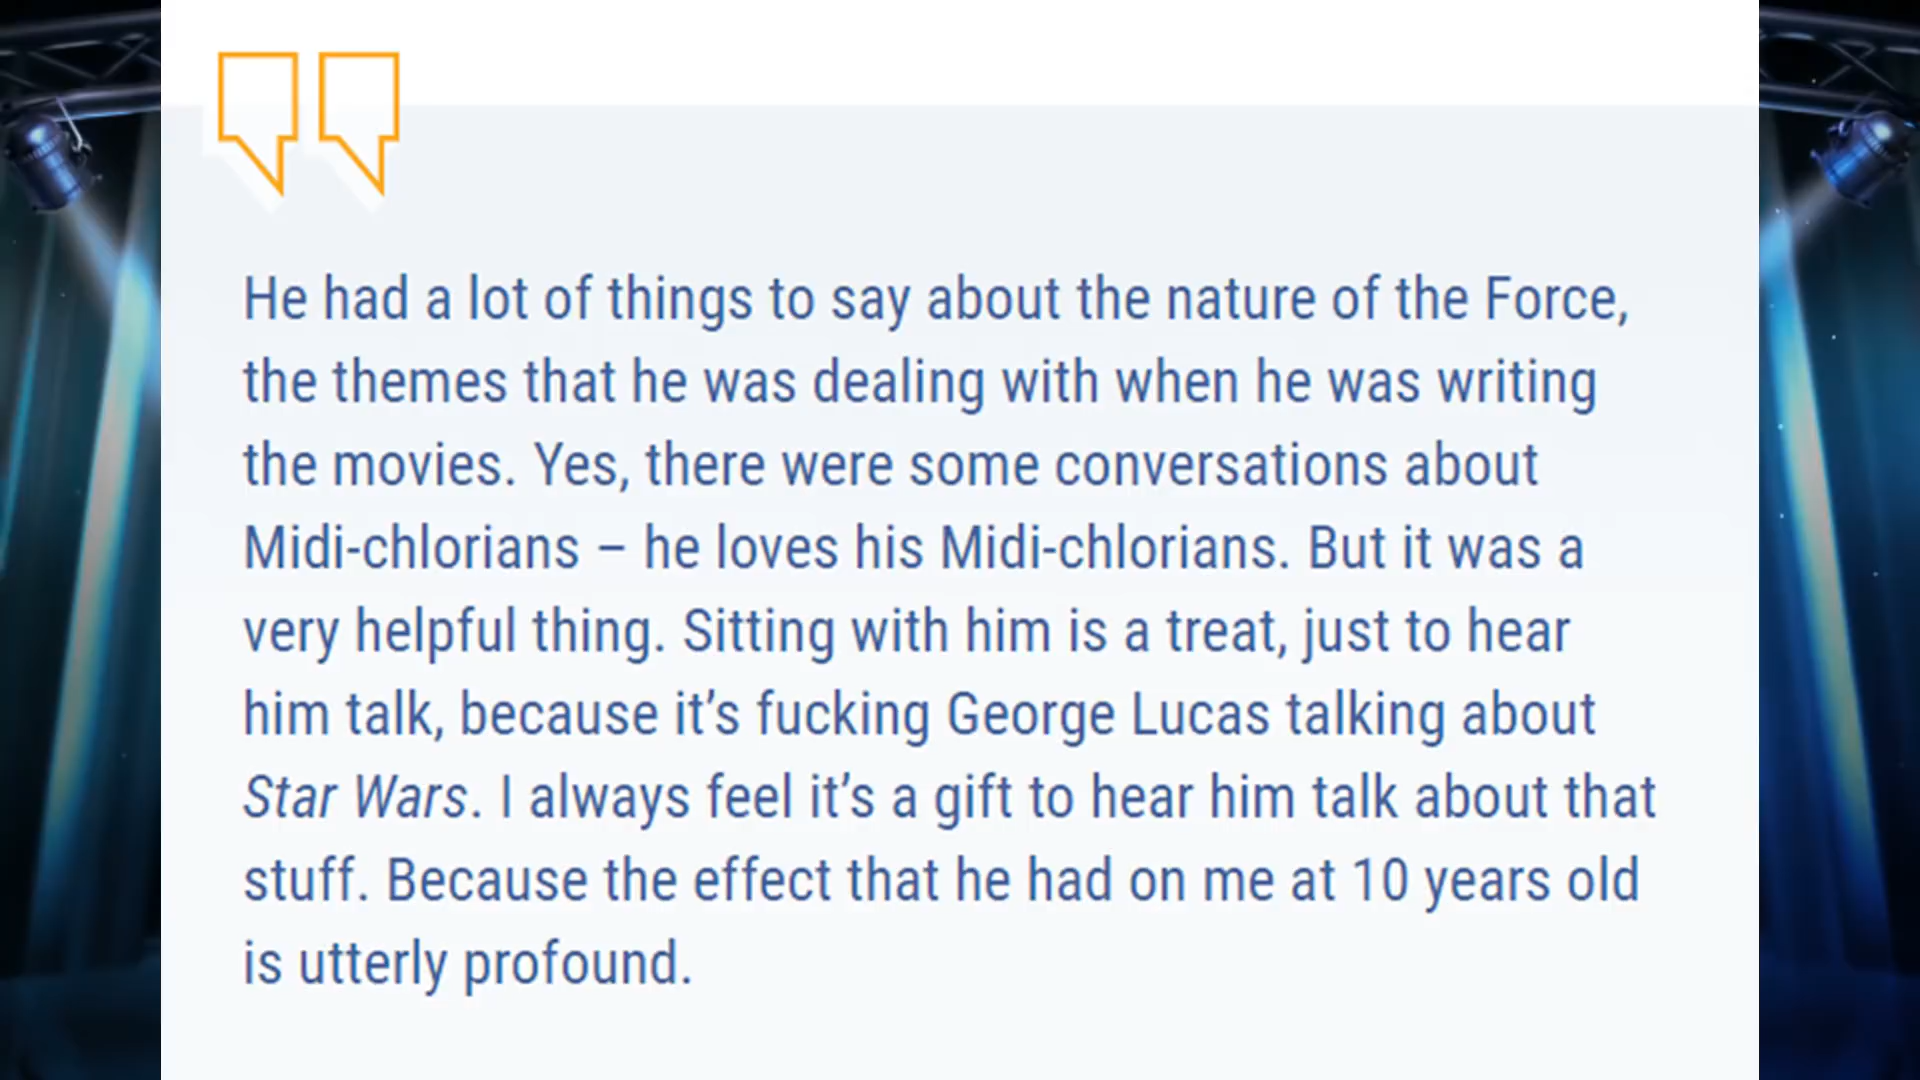 He had a lot of things to say about the nature of the Force,
the themes that he was dealing with when he was writing
the movies. Yes, there were some conversations about
Midi-chlorians – he loves his Midi-chlorians. But it was a
very helpful thing. Sitting with him is a treat, just to hear
him talk, because it’s fucking George Lucas talking about
Star Wars. I always feel it’s a gift to hear him talk about that
stuff. Because the effect that he had on me at 10 years old
is utterly profound.